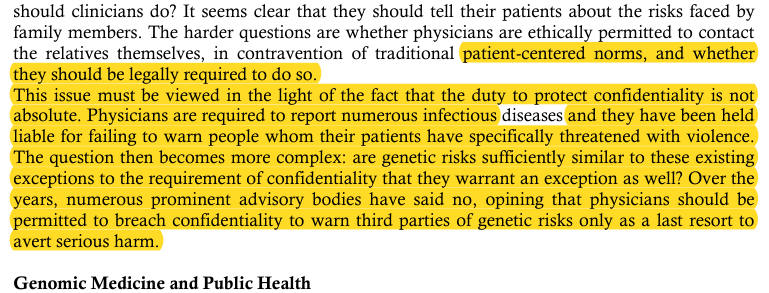 should clinicians do? It seems clear that they should tell their patients about the risks faced by
family members. The harder questions are whether physicians are ethically permitted to contact
the relatives themselves, in contravention of traditional patient-centered norms, and whether
they should be legally required to do so.
This issue must be viewed in the light of the fact that the duty to protect confidentiality is not
absolute. Physicians are required to report numerous infectious diseases and they have been held
liable for failing to warn people whom their patients have specifically threatened with violence.
The question then becomes more complex: are genetic risks sufficiently similar to these existing
exceptions to the requirement of confidentiality that they warrant an exception as well? Over the
years, numerous prominent advisory bodies have said no, opining that physicians should be
permitted to breach confidentiality to warn third parties of genetic risks only as a last resort to
avert serious harm.
Genomic Medicine and Public Health